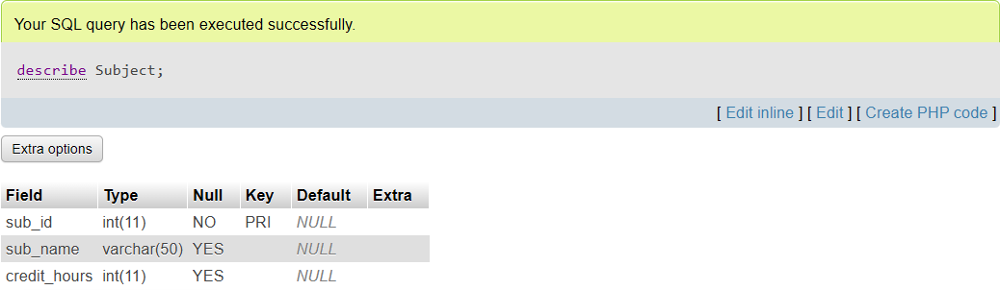 Your SQL query has been executed successfully.
describe Subject;
[ Edit inline ] [ Edit ] [ Create PHP code ]
Extra options
Field Type Null Key Default Extra
sub_id int(11) NO PRI NULL
sub_name varchar(50) YES NULL
credit_hours int(11) YES NULL